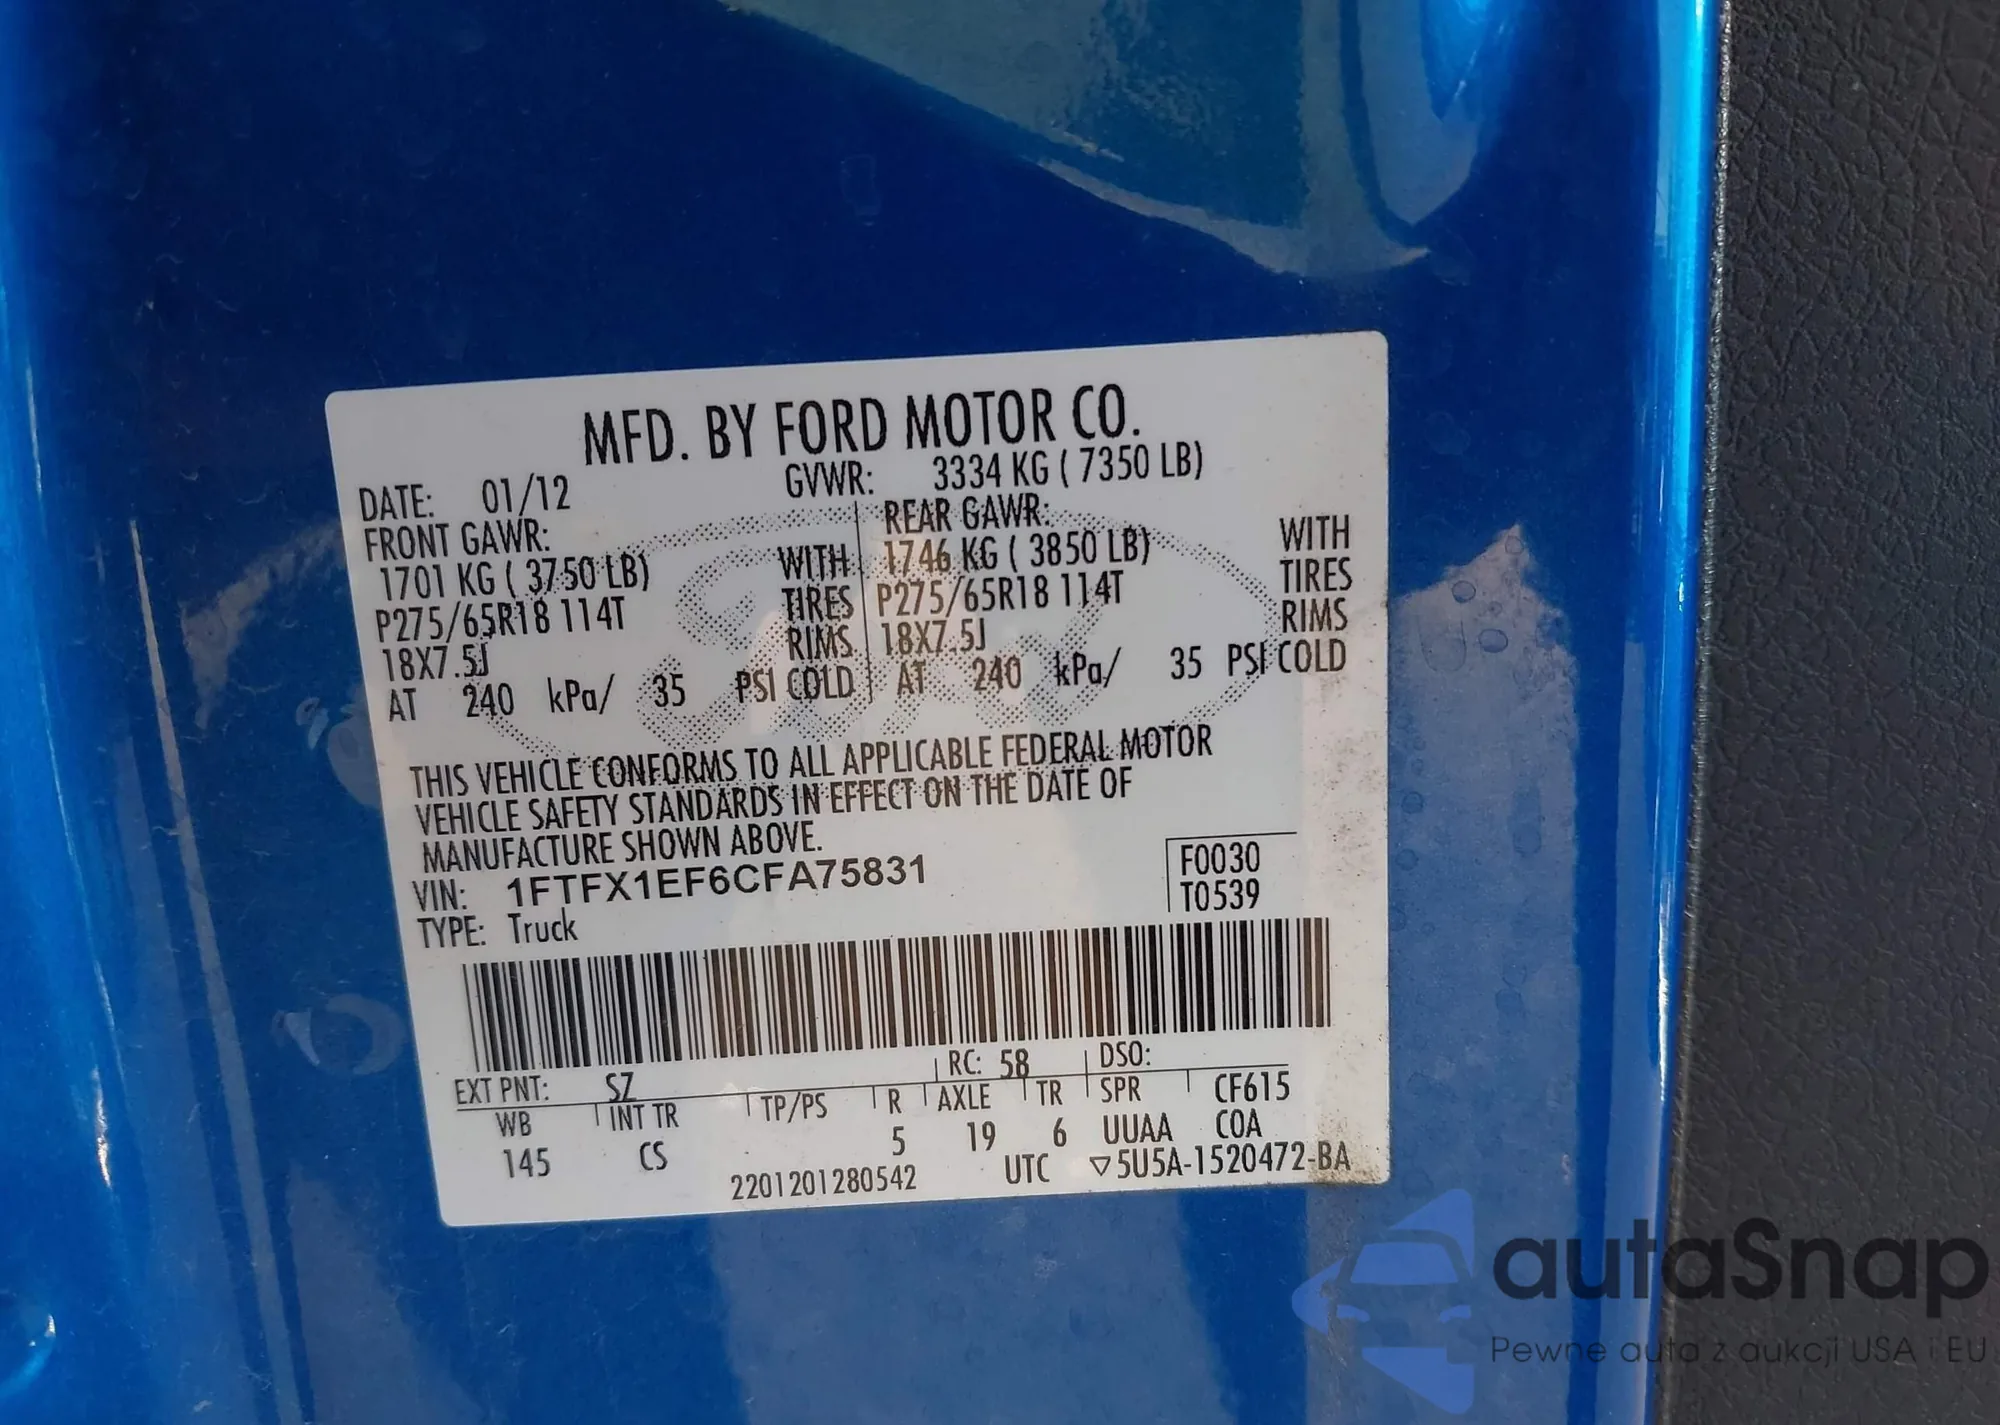 MFD. BY FORD MOTOR CO.
DATE: 01/12 GVWR: 3334 KG ( 7350 LB)
FRONT GAWR: REAR GAWR:
1701 KG ( 3750 LB) WITH 1746 KG ( 3850 LB) WITH
P275/65R18 114T TIRES P275/65R18 114T TIRES
18X7.5J RIMS 18X7.5J RIMS
AT 240 kPa/ 35 PSI COLD AT 240 kPa/ 35 PSI COLD
THIS VEHICLE CONFORMS TO ALL APPLICABLE FEDERAL MOTOR
VEHICLE SAFETY STANDARDS IN EFFECT ON THE DATE OF
MANUFACTURE SHOWN ABOVE.
VIN: 1FTFX1EF6CFA75831 F0030
TYPE: Truck T0539
EXT PNT: SZ RC: 58 DSO:
WB INT TR TP/PS R AXLE TR SPR CF615
145 CS 5 19 6 UUAA COA
2201201280542 UTC ▽5U5A-1520472-BA
autaSnap
Pewne auta z aukcji USA i EU